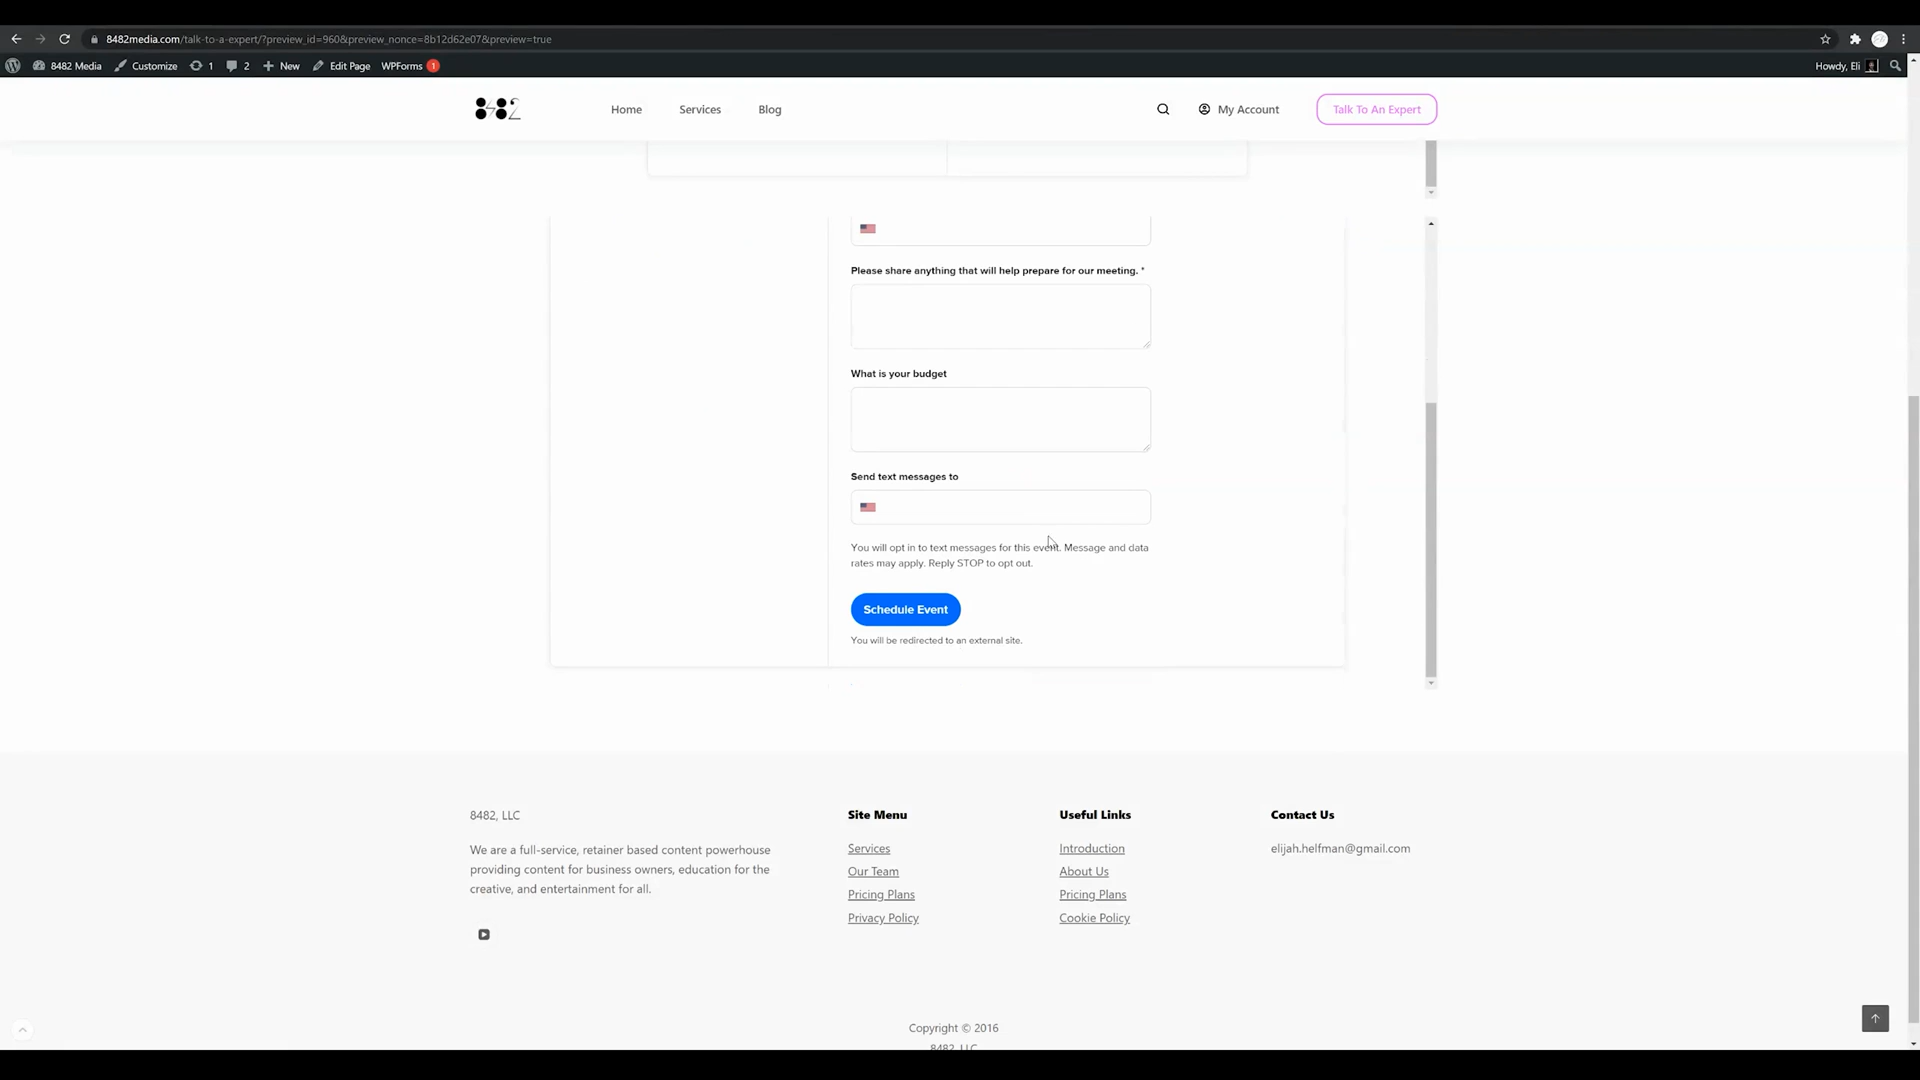 8482media.com/talk-to-a-expert/?preview_id=960&preview_nonce=8b12d62e07&preview=true
8482 Media Customize 1 2 New Edit Page WPForms 1 Howdy, Eli
8482 Home Services Blog My Account Talk To An Expert
Please share anything that will help prepare for our meeting. *
What is your budget
Send text messages to
You will opt in to text messages for this event. Message and data
rates may apply. Reply STOP to opt out.
Schedule Event
You will be redirected to an external site.
8482, LLC
We are a full-service, retainer based content powerhouse
providing content for business owners, education for the
creative, and entertainment for all.
Site Menu
Services
Our Team
Pricing Plans
Privacy Policy
Useful Links
Introduction
About Us
Pricing Plans
Cookie Policy
Contact Us
elijah.helfman@gmail.com
Copyright © 2016
8482, LLC